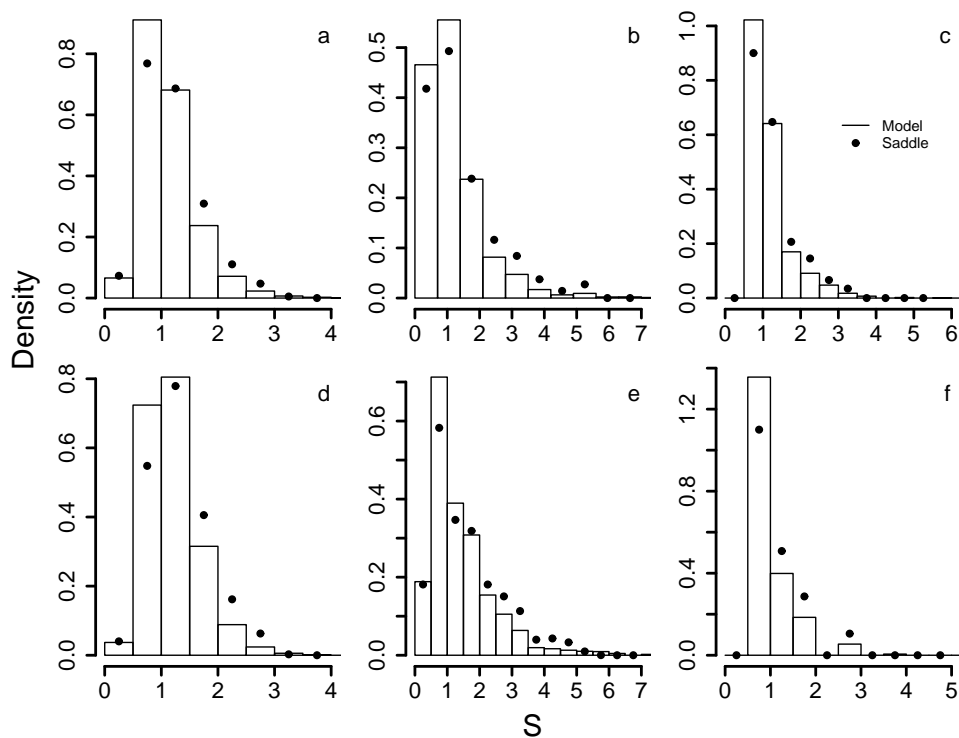 a
b
c
0.0 0.2 0.4 0.6 0.8
0.0 0.1 0.2 0.3 0.4 0.5
0.0 0.2 0.4 0.6 0.8 1.0
Model
Saddle
0 1 2 3 4
0 1 2 3 4 5 6 7
0 1 2 3 4 5 6
Density
d
e
f
0.0 0.2 0.4 0.6 0.8
0.0 0.2 0.4 0.6
0.0 0.4 0.8 1.2
0 1 2 3 4
0 1 2 3 4 5 6 7
0 1 2 3 4 5
S